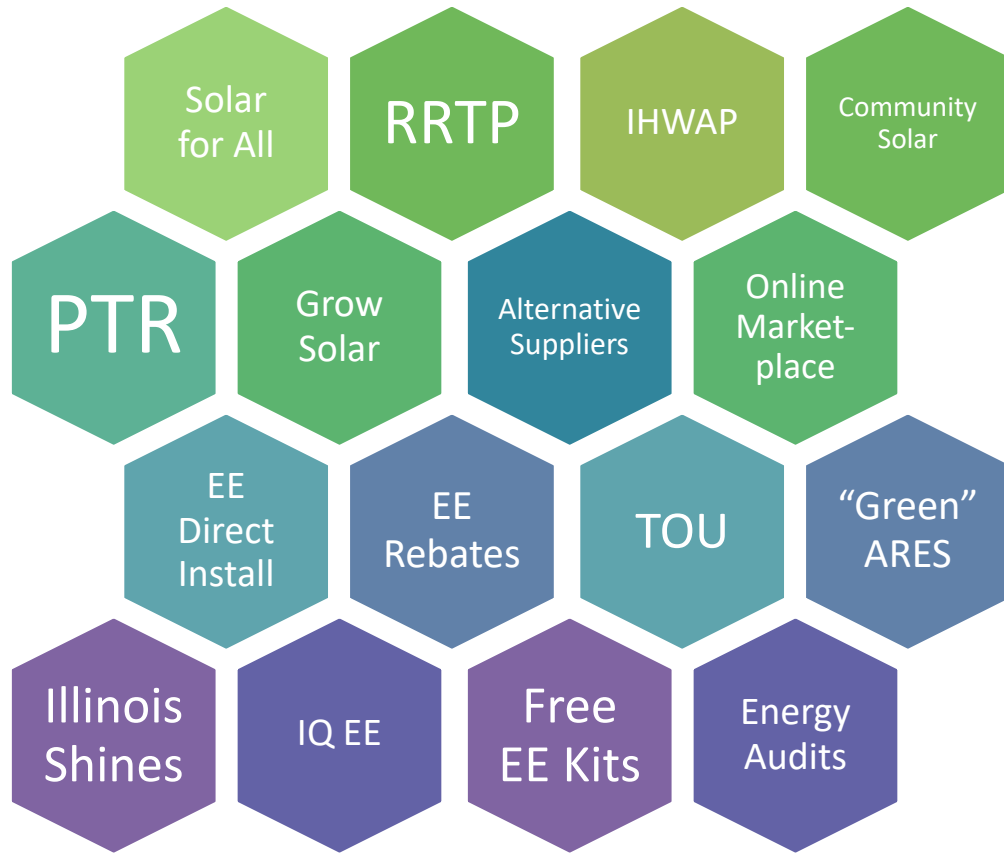 Solar
for All
RRTP
IHWAP
Community
Solar
PTR
Grow
Solar
Alternative
Suppliers
Online
Market-
place
EE
Direct
Install
EE
Rebates
TOU
“Green”
ARES
Illinois
Shines
IQ EE
Free
EE Kits
Energy
Audits